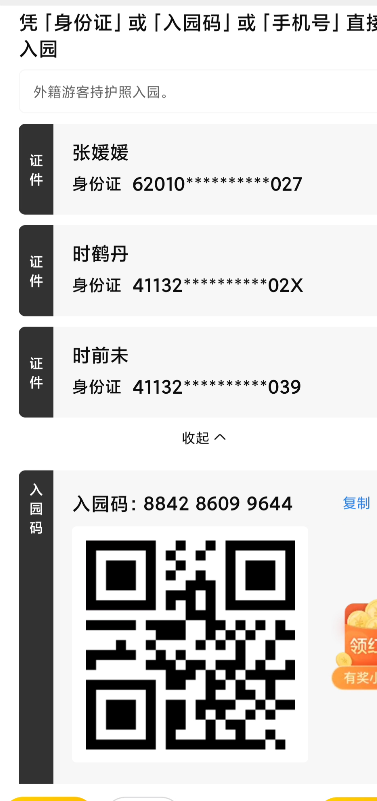 凭「身份证」或「入园码」或「手机号」直接
入园
外籍游客持护照入园。
证件
张媛媛
身份证 62010**********027
证件
时鹤丹
身份证 41132**********02X
证件
时前未
身份证 41132**********039
收起
入园码
入园码: 8842 8609 9644
复制
领红
有奖小